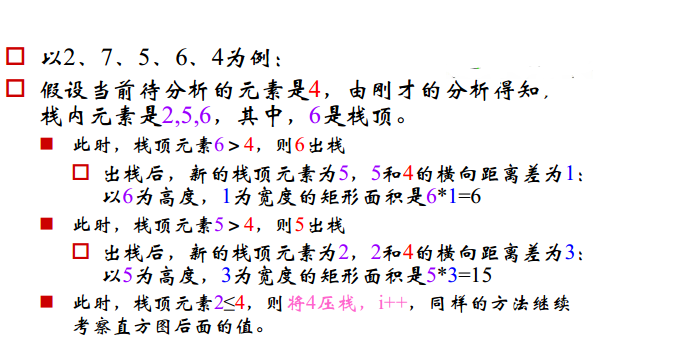 以2、7、5、6、4为例：
假设当前待分析的元素是4，由刚才的分析得知，
栈内元素是2,5,6，其中，6是栈顶。
此时，栈顶元素6＞4，则6出栈
出栈后，新的栈顶元素为5，5和4的横向距离差为1；
以6为高度，1为宽度的矩形面积是6*1=6
此时，栈顶元素5＞4，则5出栈
出栈后，新的栈顶元素为2，2和4的横向距离差为3；
以5为高度，3为宽度的矩形面积是5*3=15
此时，栈顶元素2≤4，则将4压栈，i++，同样的方法继续
考察直方图后面的值。